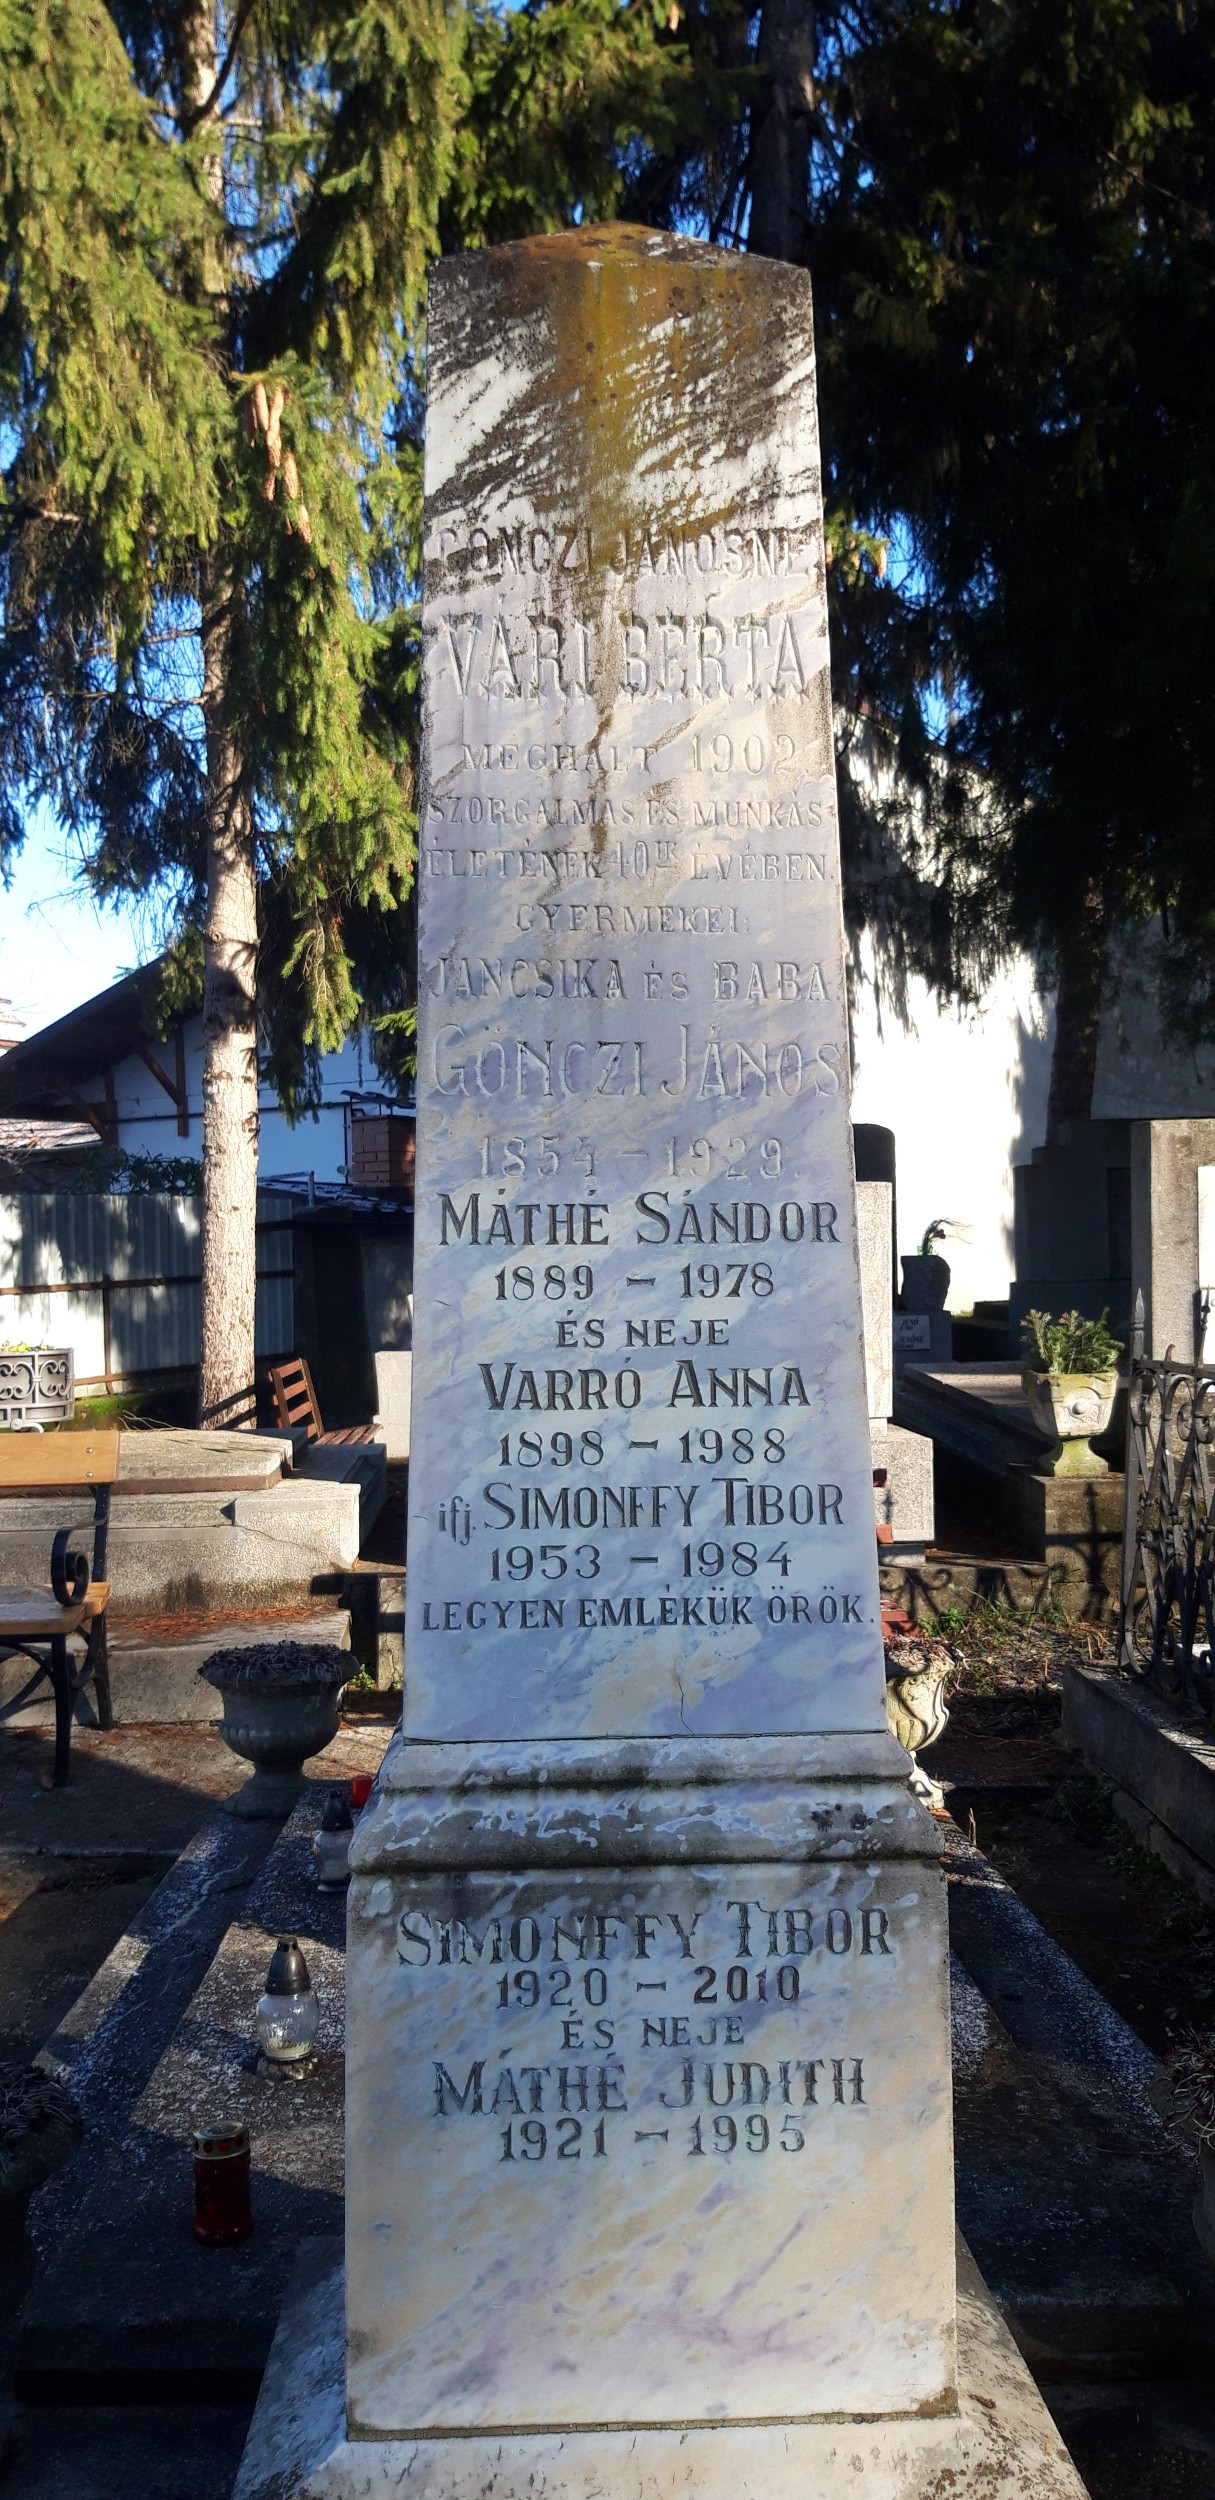 GÖNCZI JÁNOSNÉ
VÁRI BERTA
MEGHALT 1902
SZORGALMAS ÉS MUNKÁS
ÉLETÉNEK 40IK ÉVÉBEN.
GYERMEKEI:
JANCSIKA ÉS BABA.
GÖNCZI JÁNOS
1854 - 1929.
MÁTHÉ SÁNDOR
1889 - 1978
ÉS NEJE
VARRÓ ANNA
1898 - 1988
ifj. SIMONFFY TIBOR
1953 - 1984
LEGYEN EMLÉKÜK ÖRÖK.
SIMONFFY TIBOR
1920 - 2010
ÉS NEJE
MÁTHÉ JUDITH
1921 - 1995